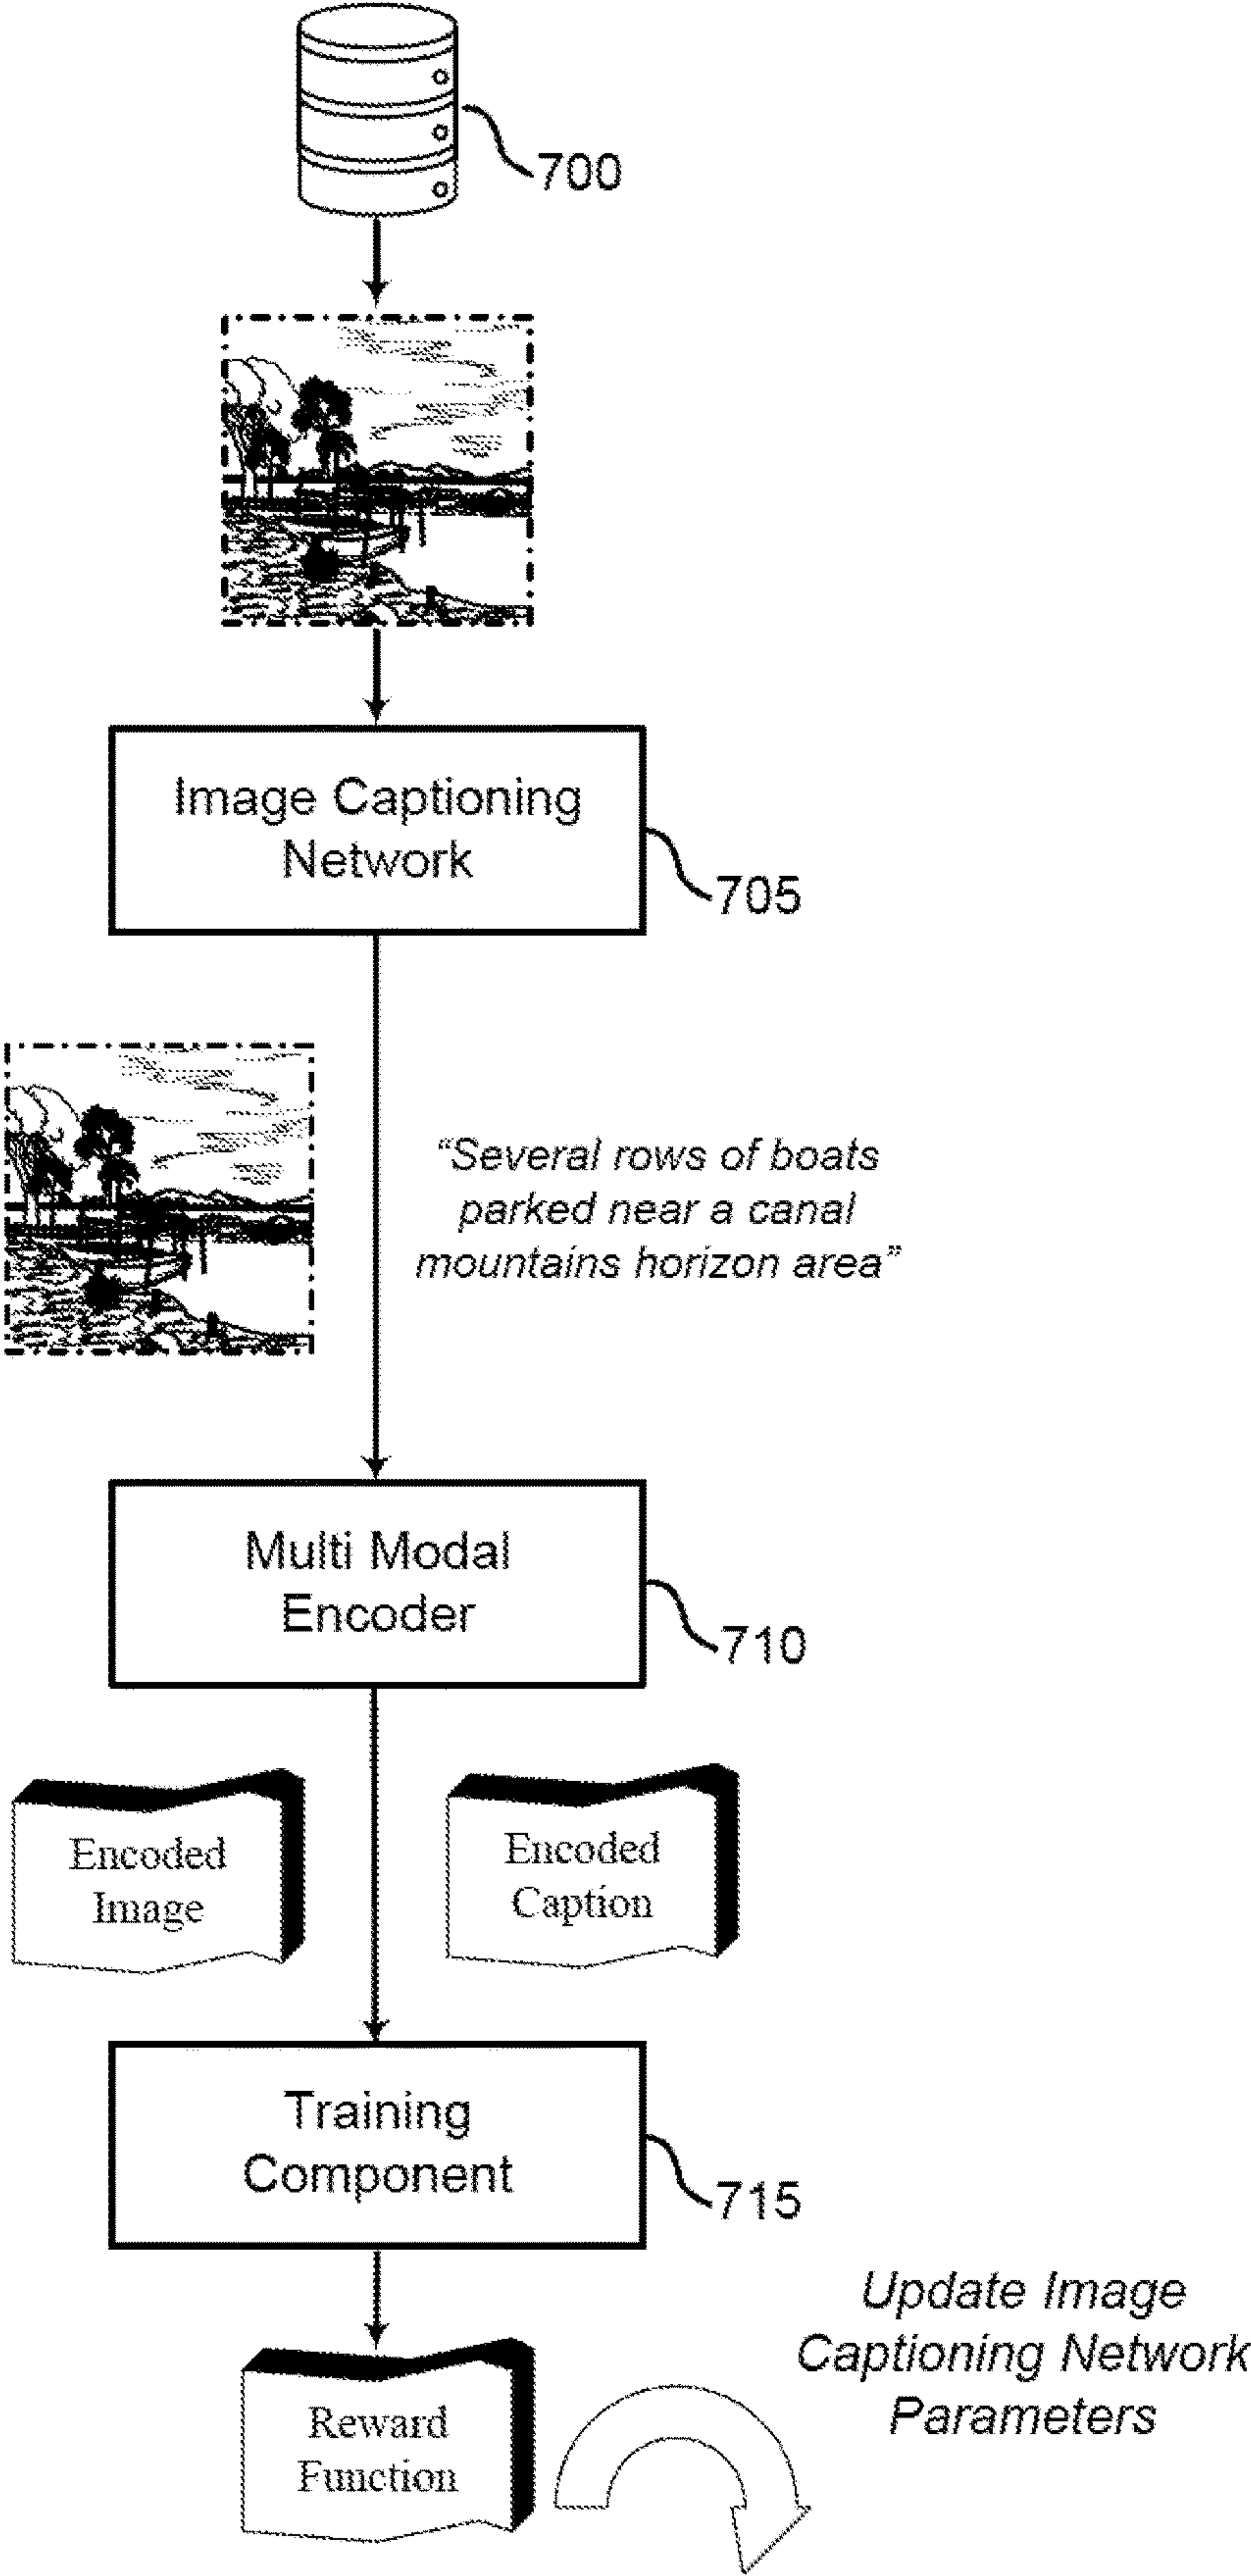 700
Image Captioning
Network
705
“Several rows of boats
parked near a canal
mountains horizon area”
Multi Modal
Encoder
710
Encoded
Image
Encoded
Caption
Training
Component
715
Update Image
Captioning Network
Parameters
Reward
Function